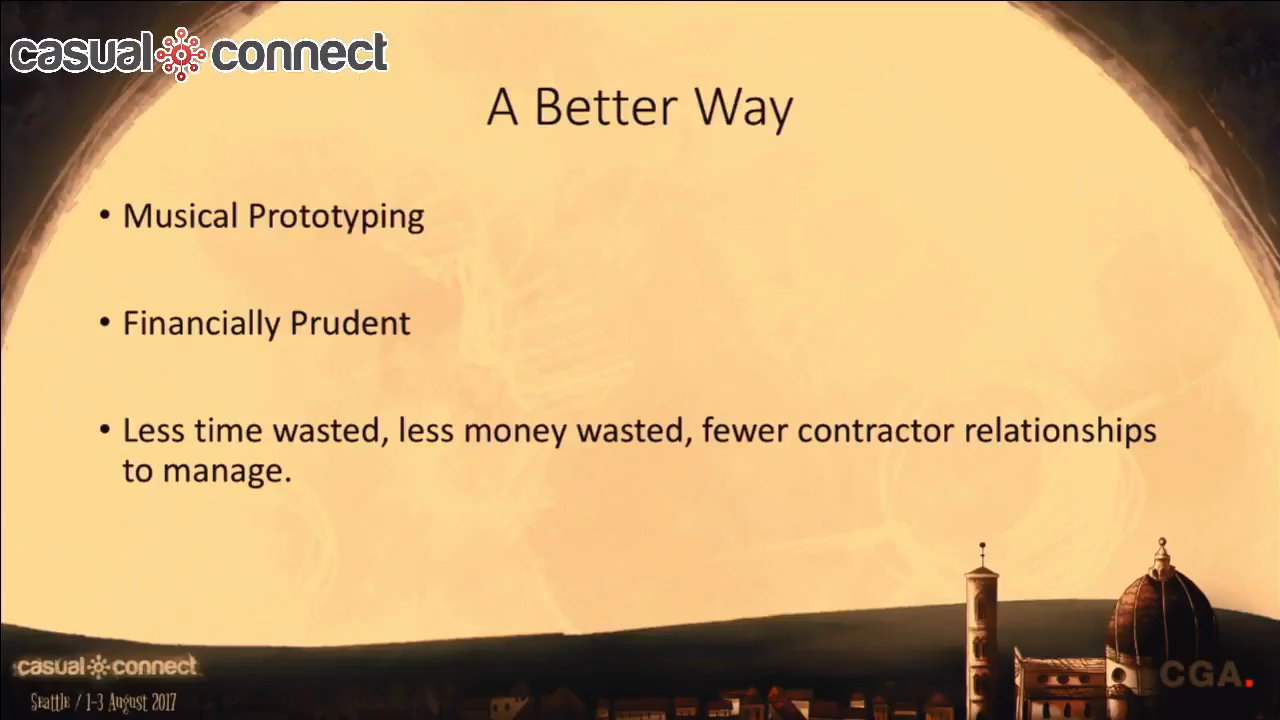 casual connect
A Better Way
• Musical Prototyping
• Financially Prudent
• Less time wasted, less money wasted, fewer contractor relationships
to manage.
casual connect
Seattle / 1-3 August 2017
CGA.